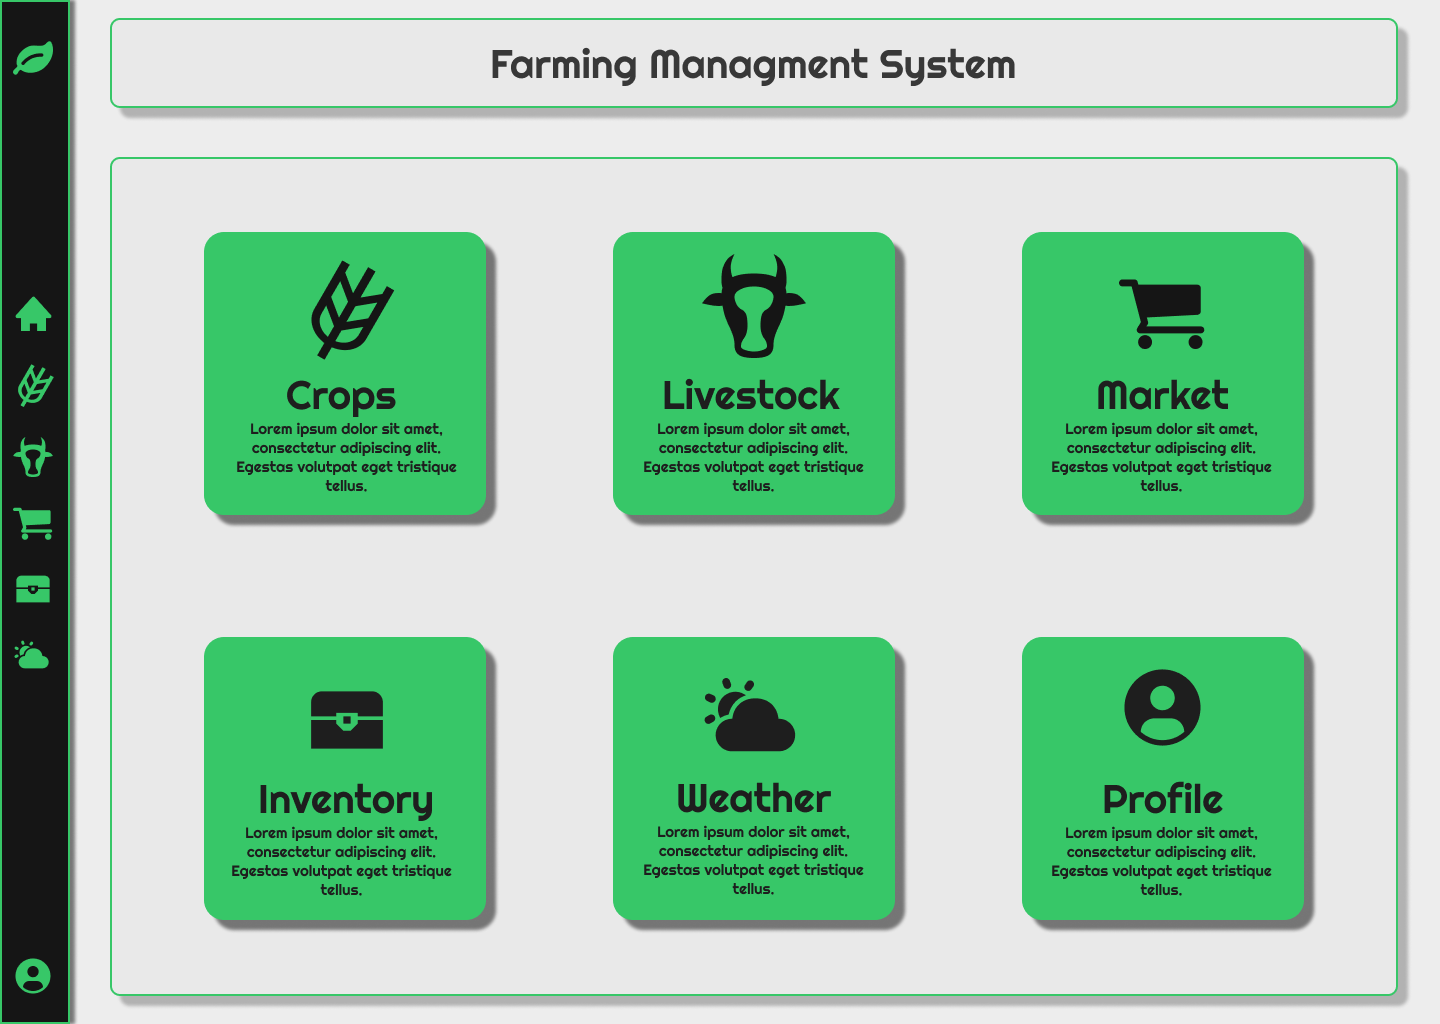 Farming Managment System
Crops
Lorem ipsum dolor sit amet,
consectetur adipiscing elit.
Egestas volutpat eget tristique
tellus.
Livestock
Lorem ipsum dolor sit amet,
consectetur adipiscing elit.
Egestas volutpat eget tristique
tellus.
Market
Lorem ipsum dolor sit amet,
consectetur adipiscing elit.
Egestas volutpat eget tristique
tellus.
Inventory
Lorem ipsum dolor sit amet,
consectetur adipiscing elit.
Egestas volutpat eget tristique
tellus.
Weather
Lorem ipsum dolor sit amet,
consectetur adipiscing elit.
Egestas volutpat eget tristique
tellus.
Profile
Lorem ipsum dolor sit amet,
consectetur adipiscing elit.
Egestas volutpat eget tristique
tellus.